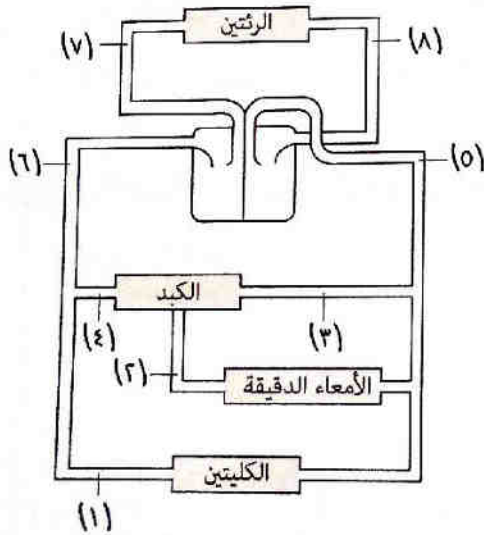 الرئتين
(٨)
(٧)
(٥)
(٦)
الكبد
(٣)
(٤)
(٢)
الأمعاء الدقيقة
الكليتين
(١)